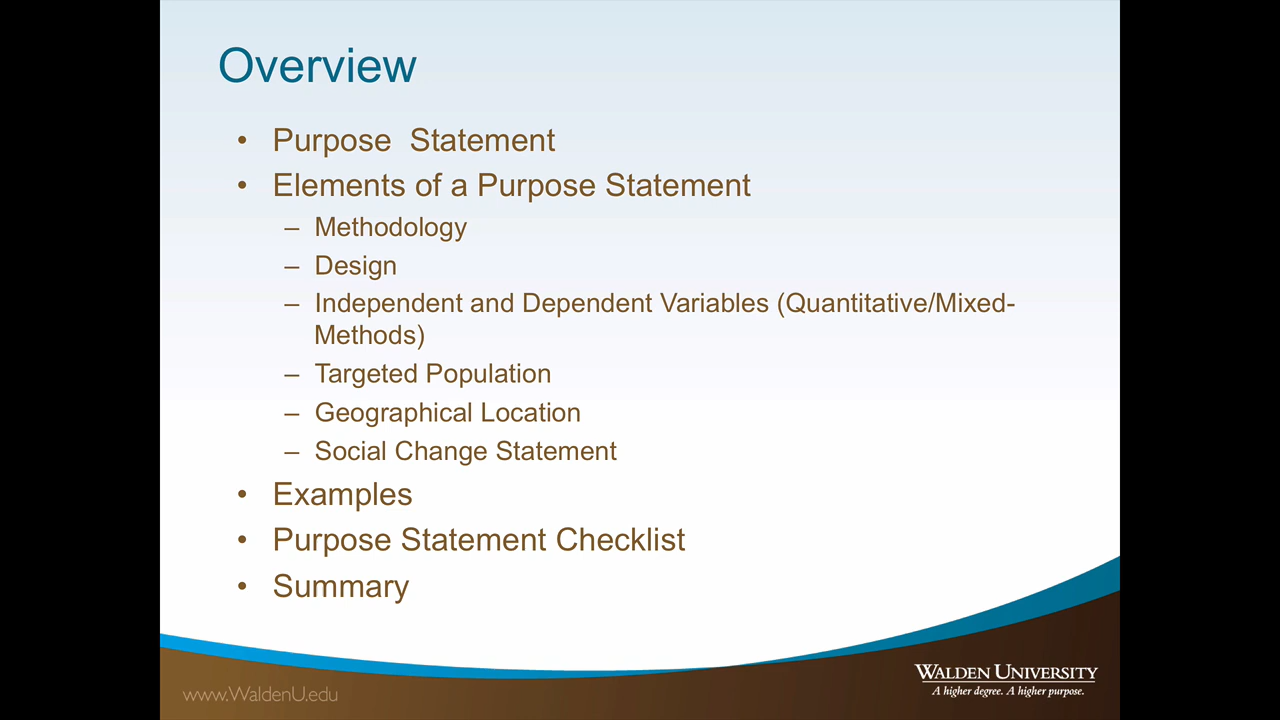 Overview
• Purpose  Statement
• Elements of a Purpose Statement
– Methodology
– Design
– Independent and Dependent Variables (Quantitative/Mixed-
Methods)
– Targeted Population
– Geographical Location
– Social Change Statement
• Examples
• Purpose Statement Checklist
• Summary
www.WaldenU.edu
WALDEN UNIVERSITY
A higher degree. A higher purpose.